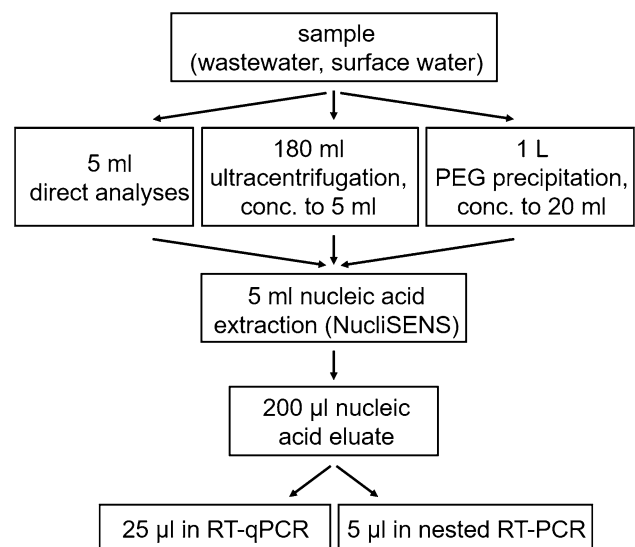 sample
(wastewater, surface water)
5 ml
direct analyses
180 ml
ultracentrifugation,
conc. to 5 ml
1 L
PEG precipitation,
conc. to 20 ml
5 ml nucleic acid
extraction (NucliSENS)
200 µl nucleic
acid eluate
25 µl in RT-qPCR
5 µl in nested RT-PCR